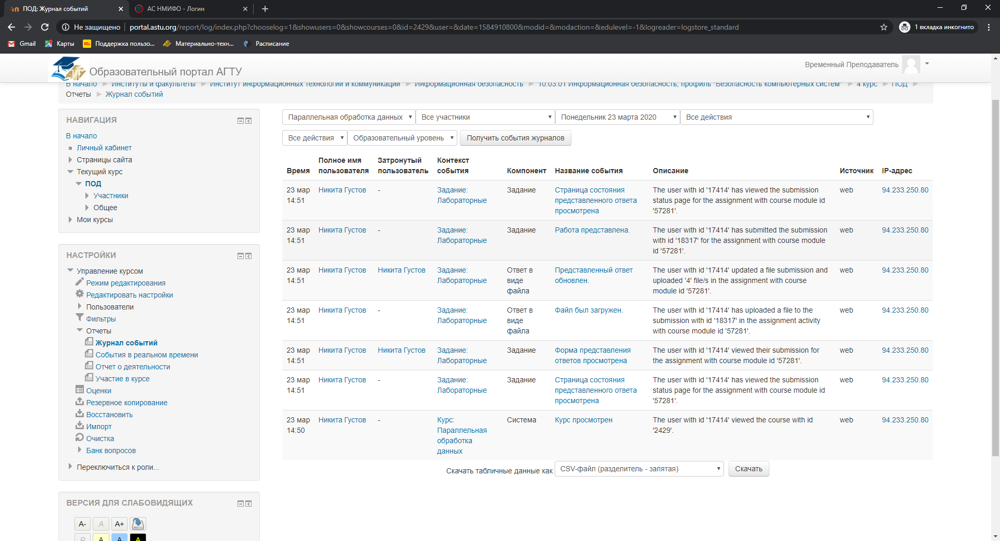 ПОД: Журнал событий
АС НМИФО - Логин
Не защищено
portal.astu.org/report/log/index.php?chooselog=1&showusers=0&showcourses=0&id=2429&user=&date=1584910800&modid=&modaction=&edulevel=-1&logreader=logstore_standard
1 вкладка инкогнито
Gmail
Карты
Поддержка пользо...
Материально-техн...
Расписание
Образовательный портал АГТУ
Временный Преподаватель
В начало Институты и факультеты Институт информационных технологий и коммуникаций Информационная безопасность 10.03.01 Информационная безопасность, профиль "Безопасность компьютерных систем" 4 курс ПОД
Отчеты Журнал событий
НАВИГАЦИЯ
В начало
Личный кабинет
Страницы сайта
Текущий курс
ПОД
Участники
Общее
Мои курсы
НАСТРОЙКИ
Управление курсом
Режим редактирования
Редактировать настройки
Пользователи
Фильтры
Отчеты
Журнал событий
События в реальном времени
Отчет о деятельности
Участие в курсе
Оценки
Резервное копирование
Восстановить
Импорт
Очистка
Банк вопросов
Переключиться к роли...
ВЕРСИЯ ДЛЯ СЛАБОВИДЯЩИХ
A- A A+
R A A A
Параллельная обработка данных Все участники Понедельник 23 марта 2020 Все действия
Все действия Образовательный уровень Получить события журналов
Время
Полное имя
пользователя
Затронутый
пользователь
Контекст
события
Компонент
Название события
Описание
Источник
IP-адрес
23 мар
14:51
Никита Густов
-
Задание:
Лабораторные
Задание
Страница состояния
представленного ответа
просмотрена
The user with id '17414' has viewed the submission
status page for the assignment with course module id
'57281'.
web
94.233.250.80
23 мар
14:51
Никита Густов
-
Задание:
Лабораторные
Задание
Работа представлена.
The user with id '17414' has submitted the submission
with id '18317' for the assignment with course module
id '57281'.
web
94.233.250.80
23 мар
14:51
Никита Густов
Никита Густов
Задание:
Лабораторные
Ответ в
виде
файла
Представленный ответ
обновлен.
The user with id '17414' updated a file submission and
uploaded '4' file/s in the assignment with course
module id '57281'.
web
94.233.250.80
23 мар
14:51
Никита Густов
-
Задание:
Лабораторные
Ответ в
виде
файла
Файл был загружен.
The user with id '17414' has uploaded a file to the
submission with id '18317' in the assignment activity
with course module id '57281'.
web
94.233.250.80
23 мар
14:51
Никита Густов
Никита Густов
Задание:
Лабораторные
Задание
Форма представления
ответов просмотрена
The user with id '17414' viewed their submission for
the assignment with course module id '57281'.
web
94.233.250.80
23 мар
14:51
Никита Густов
-
Задание:
Лабораторные
Задание
Страница состояния
представленного ответа
просмотрена
The user with id '17414' has viewed the submission
status page for the assignment with course module id
'57281'.
web
94.233.250.80
23 мар
14:50
Никита Густов
-
Курс:
Параллельная
обработка
данных
Система
Курс просмотрен
The user with id '17414' viewed the course with id
'2429'.
web
94.233.250.80
Скачать табличные данные как CSV-файл (разделитель - запятая) Скачать